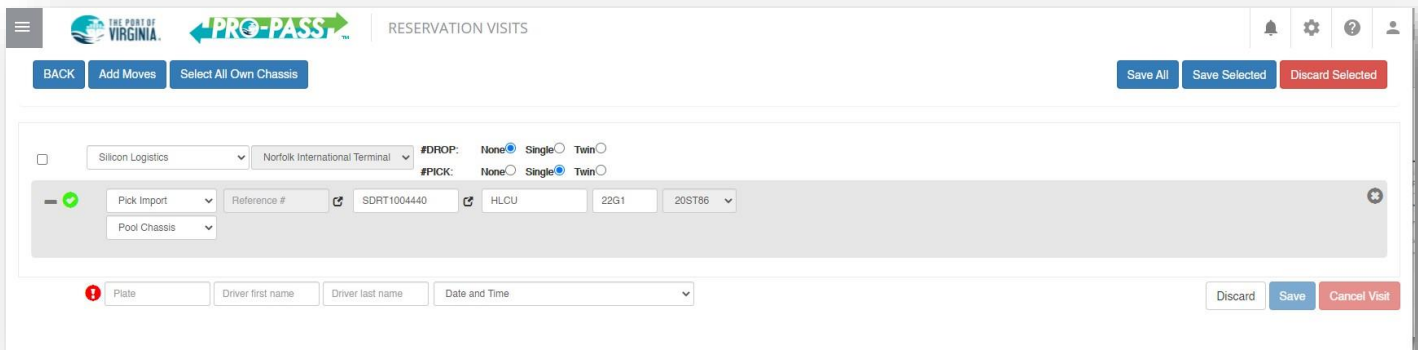 THE PORT OF
VIRGINIA.
PRO-PASS TM
RESERVATION VISITS
BACK Add Moves Select All Own Chassis Save All Save Selected Discard Selected
Silicon Logistics Norfolk International Terminal #DROP: None Single Twin
#PICK: None Single Twin
Pick Import Reference # SDRT1004440 HLCU 22G1 20ST86
Pool Chassis
Plate Driver first name Driver last name Date and Time Discard Save Cancel Visit